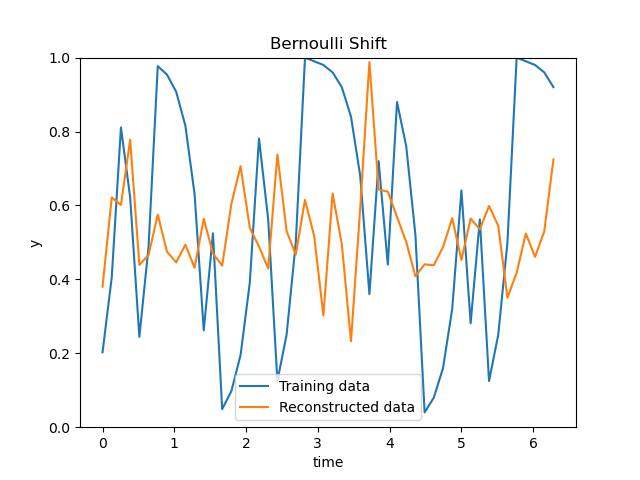 Bernoulli Shift
y
1.0
0.8
0.6
0.4
0.2
0.0
Training data
Reconstructed data
0 1 2 3 4 5 6
time